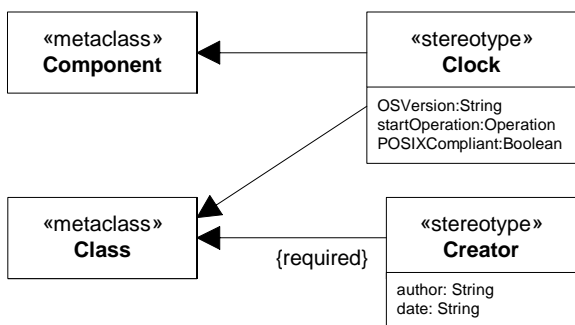 «metaclass»
Component
«stereotype»
Clock
OSVersion:String
startOperation:Operation
POSIXCompliant:Boolean
«metaclass»
Class
{required}
«stereotype»
Creator
author: String
date: String